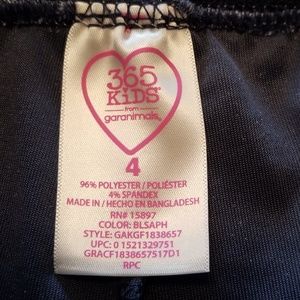 365
KIDS
from
garanimals
4
96% POLYESTER / POLIÉSTER
4% SPANDEX
MADE IN / HECHO EN BANGLADESH
RN# 15897
COLOR: BLSAPH
STYLE: GAKGF1838657
UPC: 0 1521329751
GRACF1838657517D1
RPC